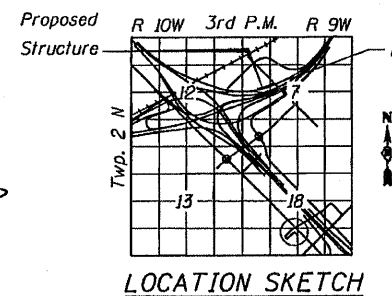 Proposed
Structure
R 10W 3rd P.M. R 9W
Twp. 2 N
12
7
13
18
N
LOCATION SKETCH